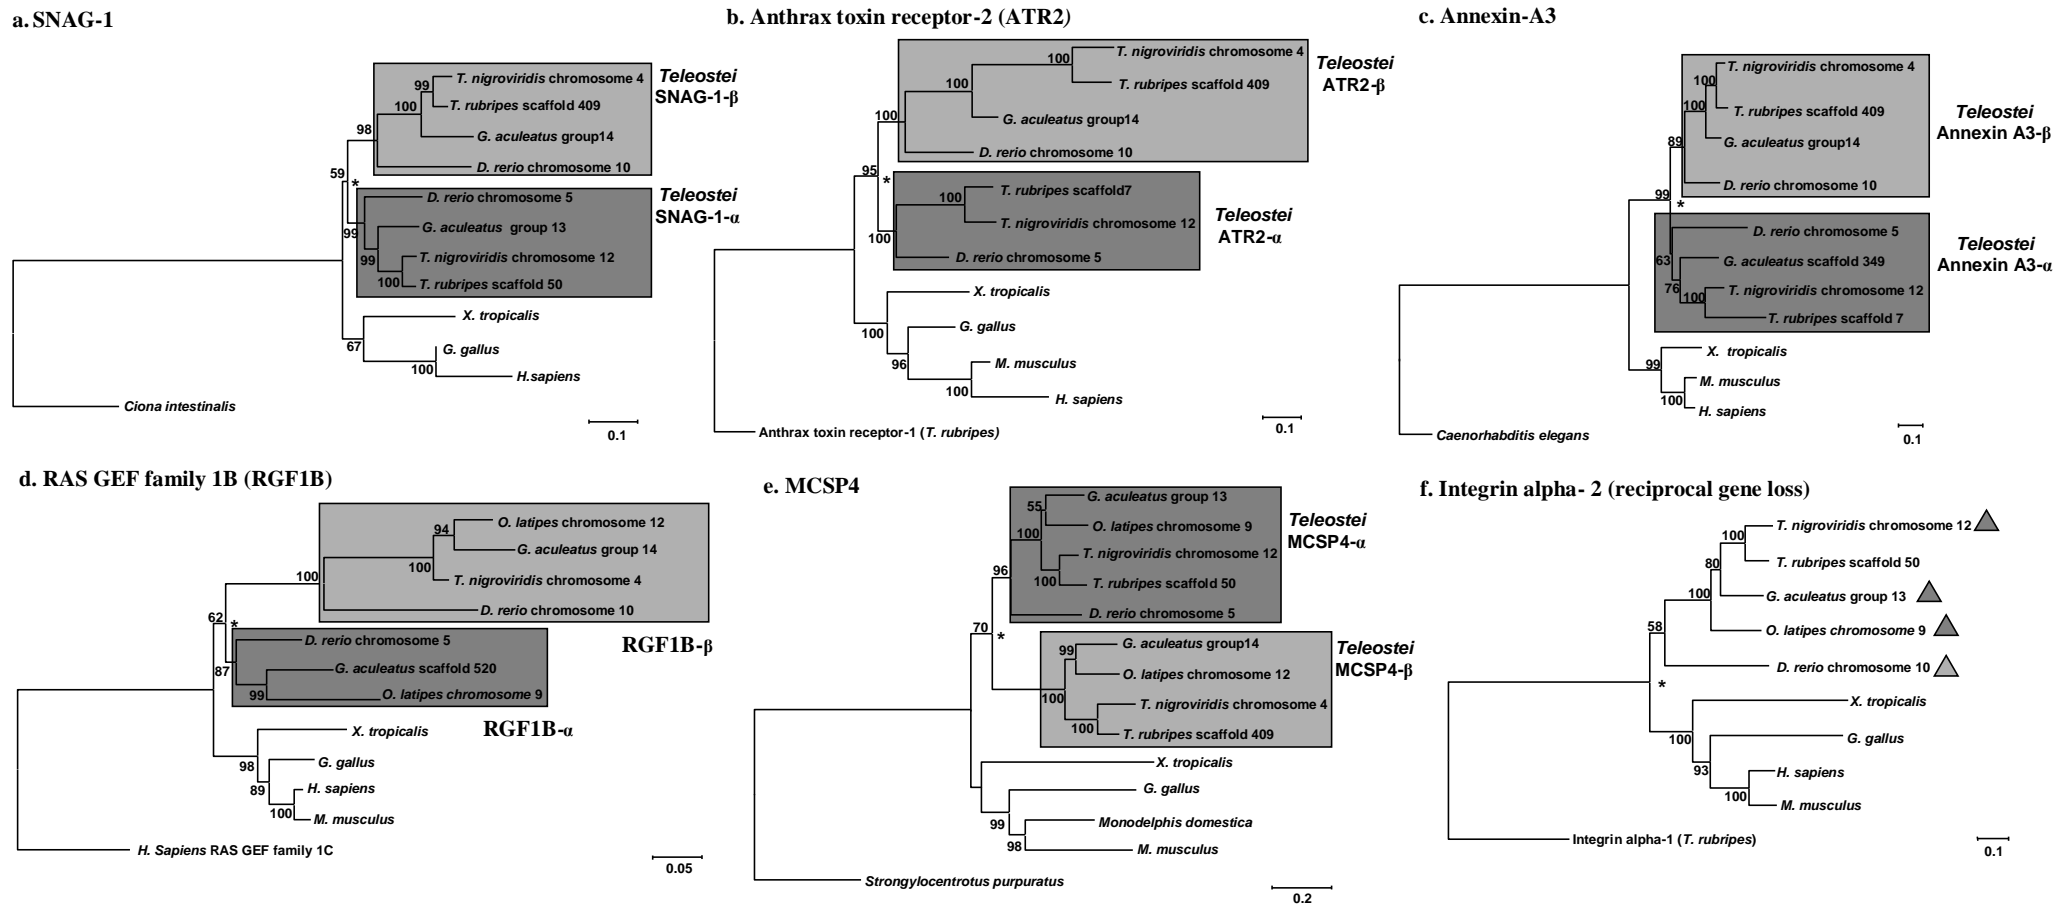 a. SNAG-1
99
T. nigroviridis chromosome 4
100
T. rubripes scaffold 409
98
G. aculeatus group14
D. rerio chromosome 10
Teleostei
SNAG-1-β
59
*
D. rerio chromosome 5
99
G. aculeatus group 13
99
T. nigroviridis chromosome 12
100
T. rubripes scaffold 50
Teleostei
SNAG-1-α
X. tropicalis
67
G. gallus
100
H.sapiens
Ciona intestinalis
0.1
b. Anthrax toxin receptor-2 (ATR2)
100
T. nigroviridis chromosome 4
100
T. rubripes scaffold 409
100
G. aculeatus group14
D. rerio chromosome 10
Teleostei
ATR2-β
95
*
T. rubripes scaffold7
100
T. nigroviridis chromosome 12
100
D. rerio chromosome 5
Teleostei
ATR2-α
X. tropicalis
100
G. gallus
96
M. musculus
100
H. sapiens
Anthrax toxin receptor-1 (T. rubripes)
0.1
c. Annexin-A3
T. nigroviridis chromosome 4
100
100
T. rubripes scaffold 409
89
G. aculeatus group14
D. rerio chromosome 10
Teleostei
Annexin A3-β
99
*
D. rerio chromosome 5
63
G. aculeatus scaffold 349
76
T. nigroviridis chromosome 12
100
T. rubripes scaffold 7
Teleostei
Annexin A3-α
X. tropicalis
99
M. musculus
100
H. sapiens
Caenorhabditis elegans
0.1
d. RAS GEF family 1B (RGF1B)
94
O. latipes chromosome 12
100
G. aculeatus group 14
100
T. nigroviridis chromosome 4
D. rerio chromosome 10
RGF1B-β
62
*
87
D. rerio chromosome 5
G. aculeatus scaffold 520
99
O. latipes chromosome 9
RGF1B-α
X. tropicalis
98
G. gallus
89
H. sapiens
100
M. musculus
H. Sapiens RAS GEF family 1C
0.05
e. MCSP4
G. aculeatus group 13
55
O. latipes chromosome 9
100
T. nigroviridis chromosome 12
100
T. rubripes scaffold 50
96
D. rerio chromosome 5
Teleostei
MCSP4-α
70
*
G. aculeatus group14
99
O. latipes chromosome 12
100
T. nigroviridis chromosome 4
100
T. rubripes scaffold 409
Teleostei
MCSP4-β
X. tropicalis
G. gallus
99
Monodelphis domestica
98
M. musculus
Strongylocentrotus purpuratus
0.2
f. Integrin alpha- 2 (reciprocal gene loss)
T. nigroviridis chromosome 12
100
T. rubripes scaffold 50
80
G. aculeatus group 13
100
O. latipes chromosome 9
58
D. rerio chromosome 10
*
X. tropicalis
100
G. gallus
93
H. sapiens
100
M. musculus
Integrin alpha-1 (T. rubripes)
0.1